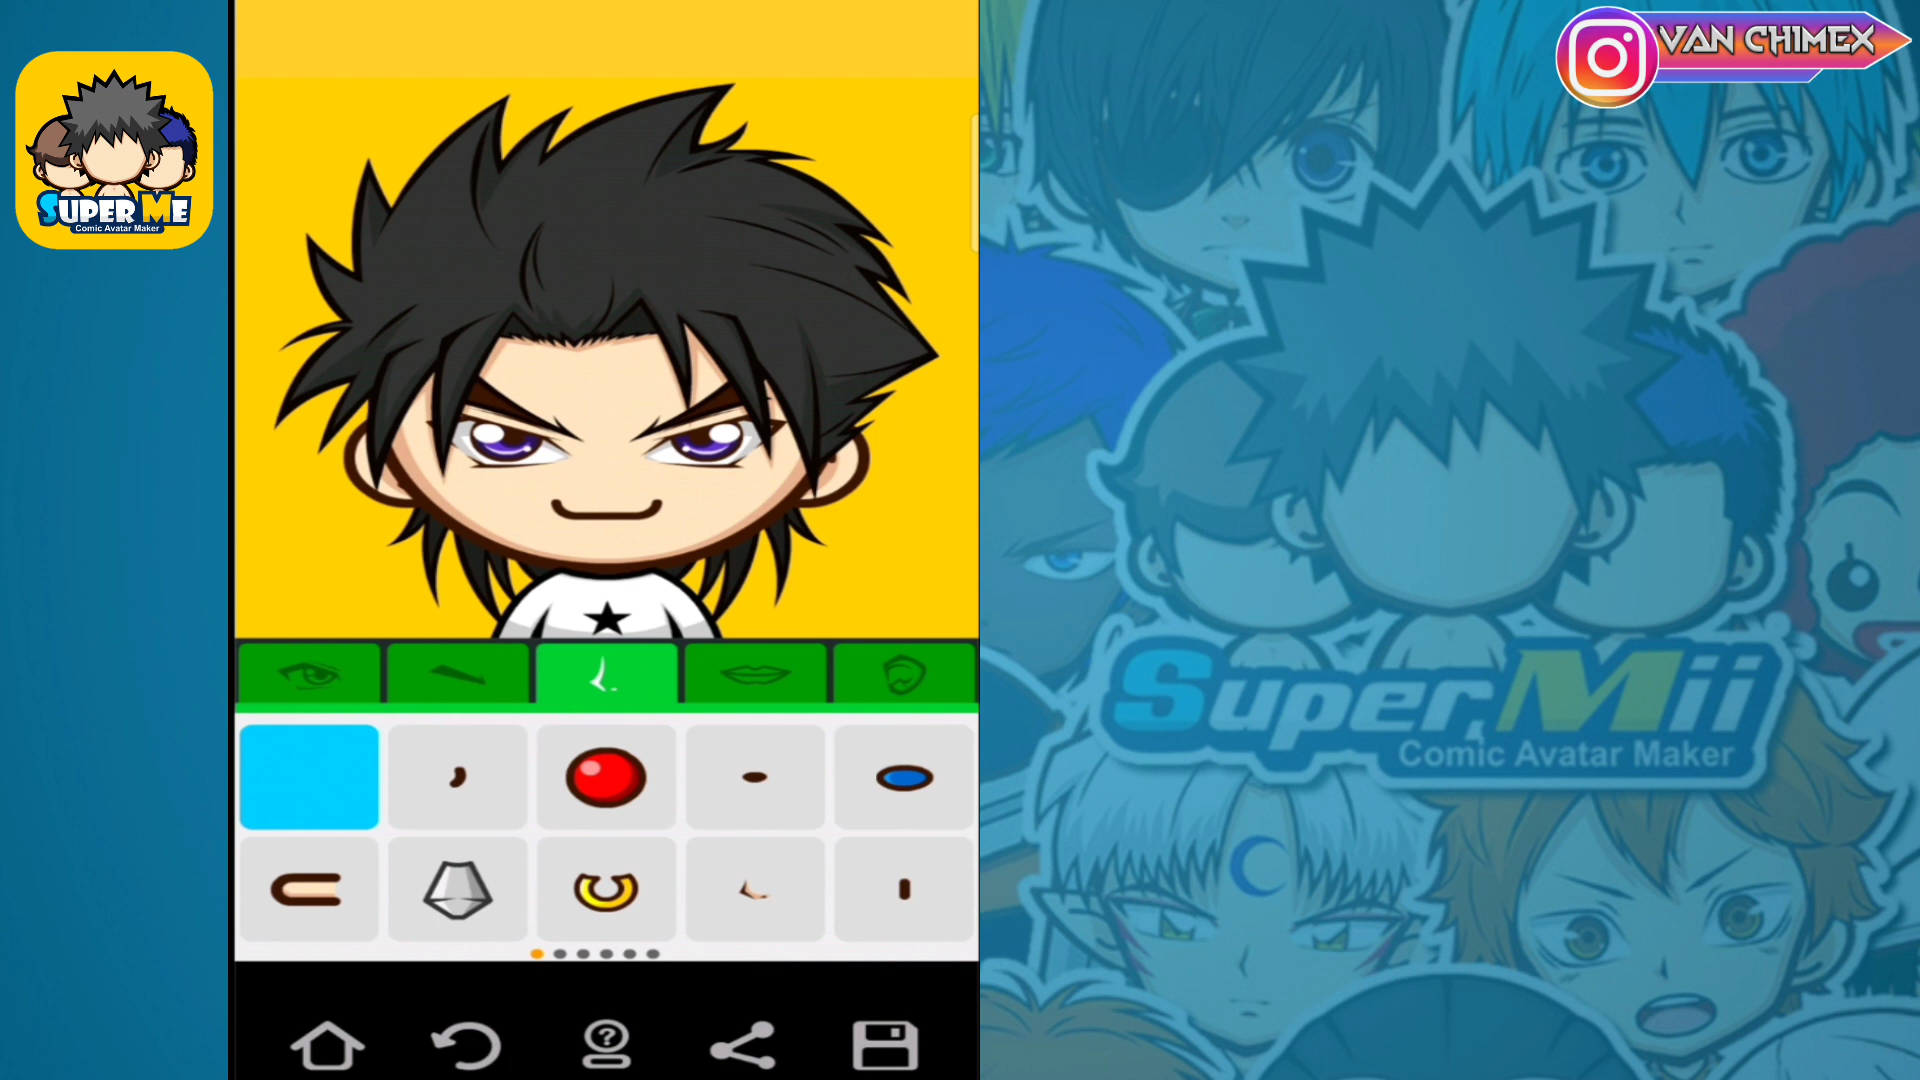 SUPER ME
Comic Avatar Maker
VAN CHIMEX
?
SuperMii
Comic Avatar Maker